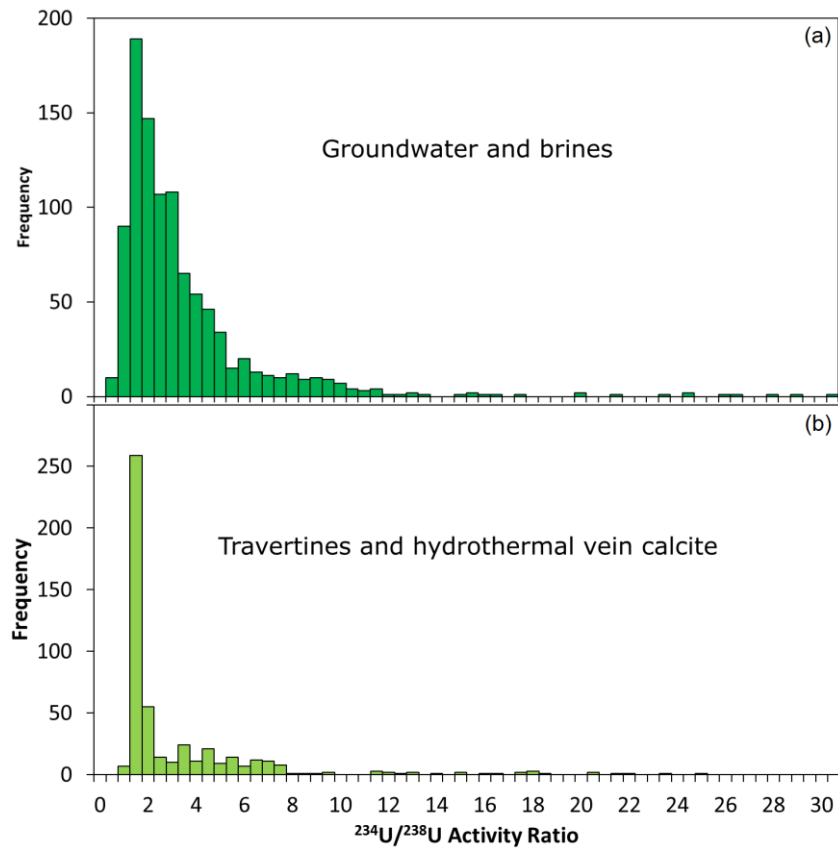 (a)
200
150
100
50
0
Frequency
Groundwater and brines
(b)
250
200
150
100
50
0
Frequency
Travertines and hydrothermal vein calcite
0 2 4 6 8 10 12 14 16 18 20 22 24 26 28 30
²³⁴U/²³⁸U Activity Ratio